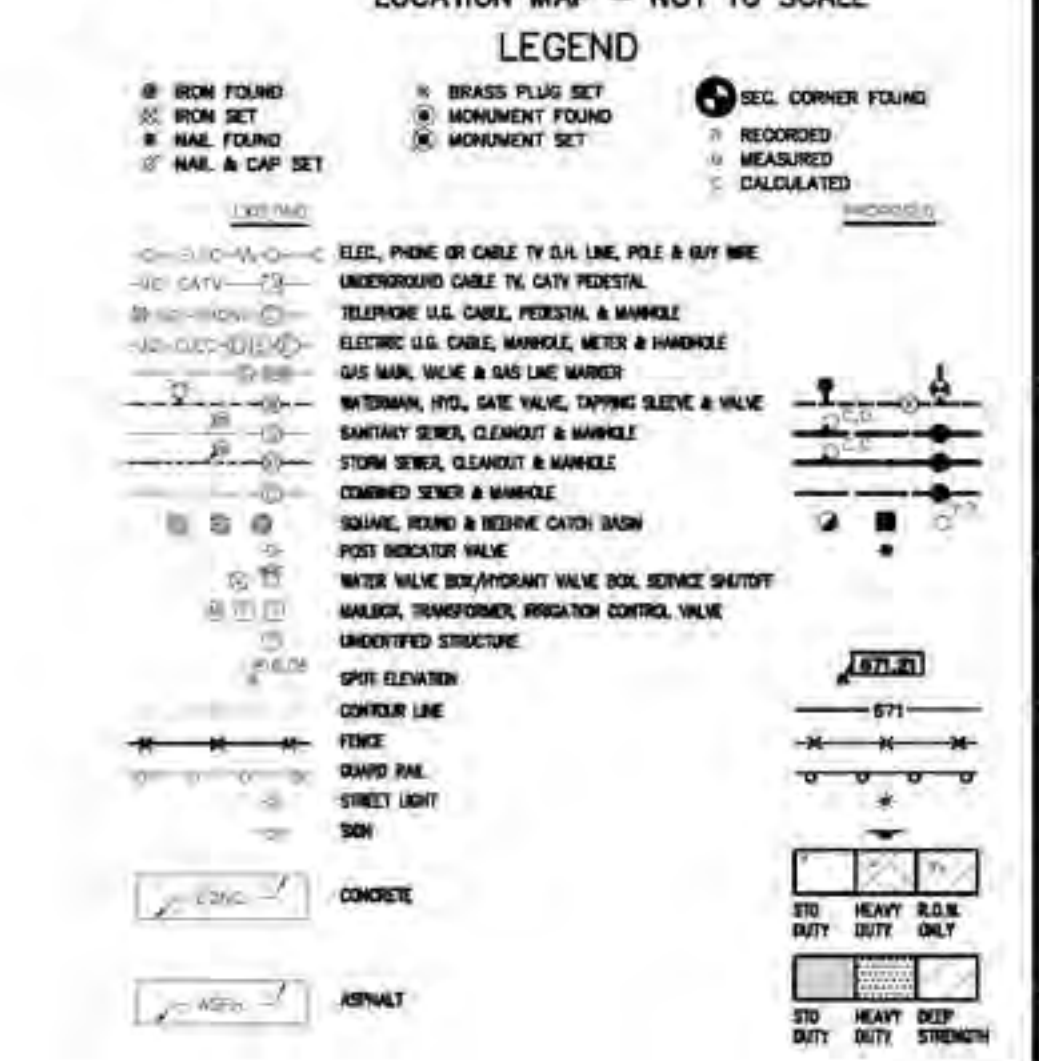 LOCATION MAP - NOT TO SCALE
LEGEND
IRON FOUND
IRON SET
NAIL FOUND
NAIL & CAP SET
BRASS PLUG SET
MONUMENT FOUND
MONUMENT SET
SEC. CORNER FOUND
R RECORDED
M MEASURED
C CALCULATED
EXISTING PROPOSED
ELEC., PHONE OR CABLE TV O.H. LINE, POLE & GUY WIRE
CATV UNDERGROUND CABLE TV, CATV PEDESTAL
TELEPHONE U.G. CABLE, PEDESTAL & MANHOLE
ELECTRIC U.G. CABLE, MANHOLE, METER & HANDHOLE
GAS MAIN, VALVE & GAS LINE MARKER
WATERMAIN, HYD., GATE VALVE, TAPPING SLEEVE & VALVE
SANITARY SEWER, CLEANOUT & MANHOLE C.O.
STORM SEWER, CLEANOUT & MANHOLE C.O.
COMBINED SEWER & MANHOLE
SQUARE, ROUND & BEEHIVE CATCH BASIN
POST INDICATOR VALVE
WATER VALVE BOX/HYDRANT VALVE BOX, SERVICE SHUTOFF
MAILBOX, TRANSFORMER, IRRIGATION CONTROL VALVE
UNIDENTIFIED STRUCTURE
SPOT ELEVATION 671.21
CONTOUR LINE 671
FENCE
GUARD RAIL
STREET LIGHT
SIGN
CONC. CONCRETE
STD HEAVY R.O.W.
DUTY DUTY ONLY
ASPH. ASPHALT
STD HEAVY DEEP
DUTY DUTY STRENGTH